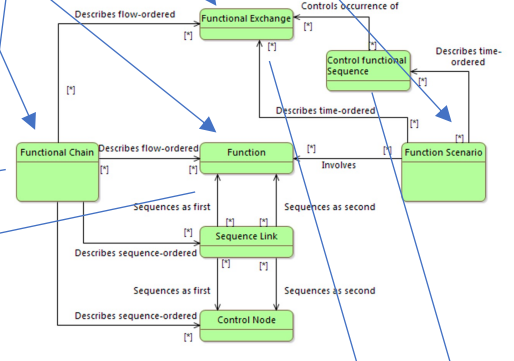 Controls occurrence of
Describes flow-ordered
Functional Exchange
[*]
[*]
[*]
Control functional
Sequence
Describes time-
ordered
[*]
[*]
Describes time-ordered
[*]
[*]
Functional Chain
Describes flow-ordered
Function
[*]
[*]
Function Scenario
[*]
[*]
Involves
Sequences as first
Sequences as second
[*]
[*]
[*]
Sequence Link
Describes sequence-ordered
[*]
[*]
Sequences as first
Sequences as second
Describes sequence-ordered
Control Node
[*]